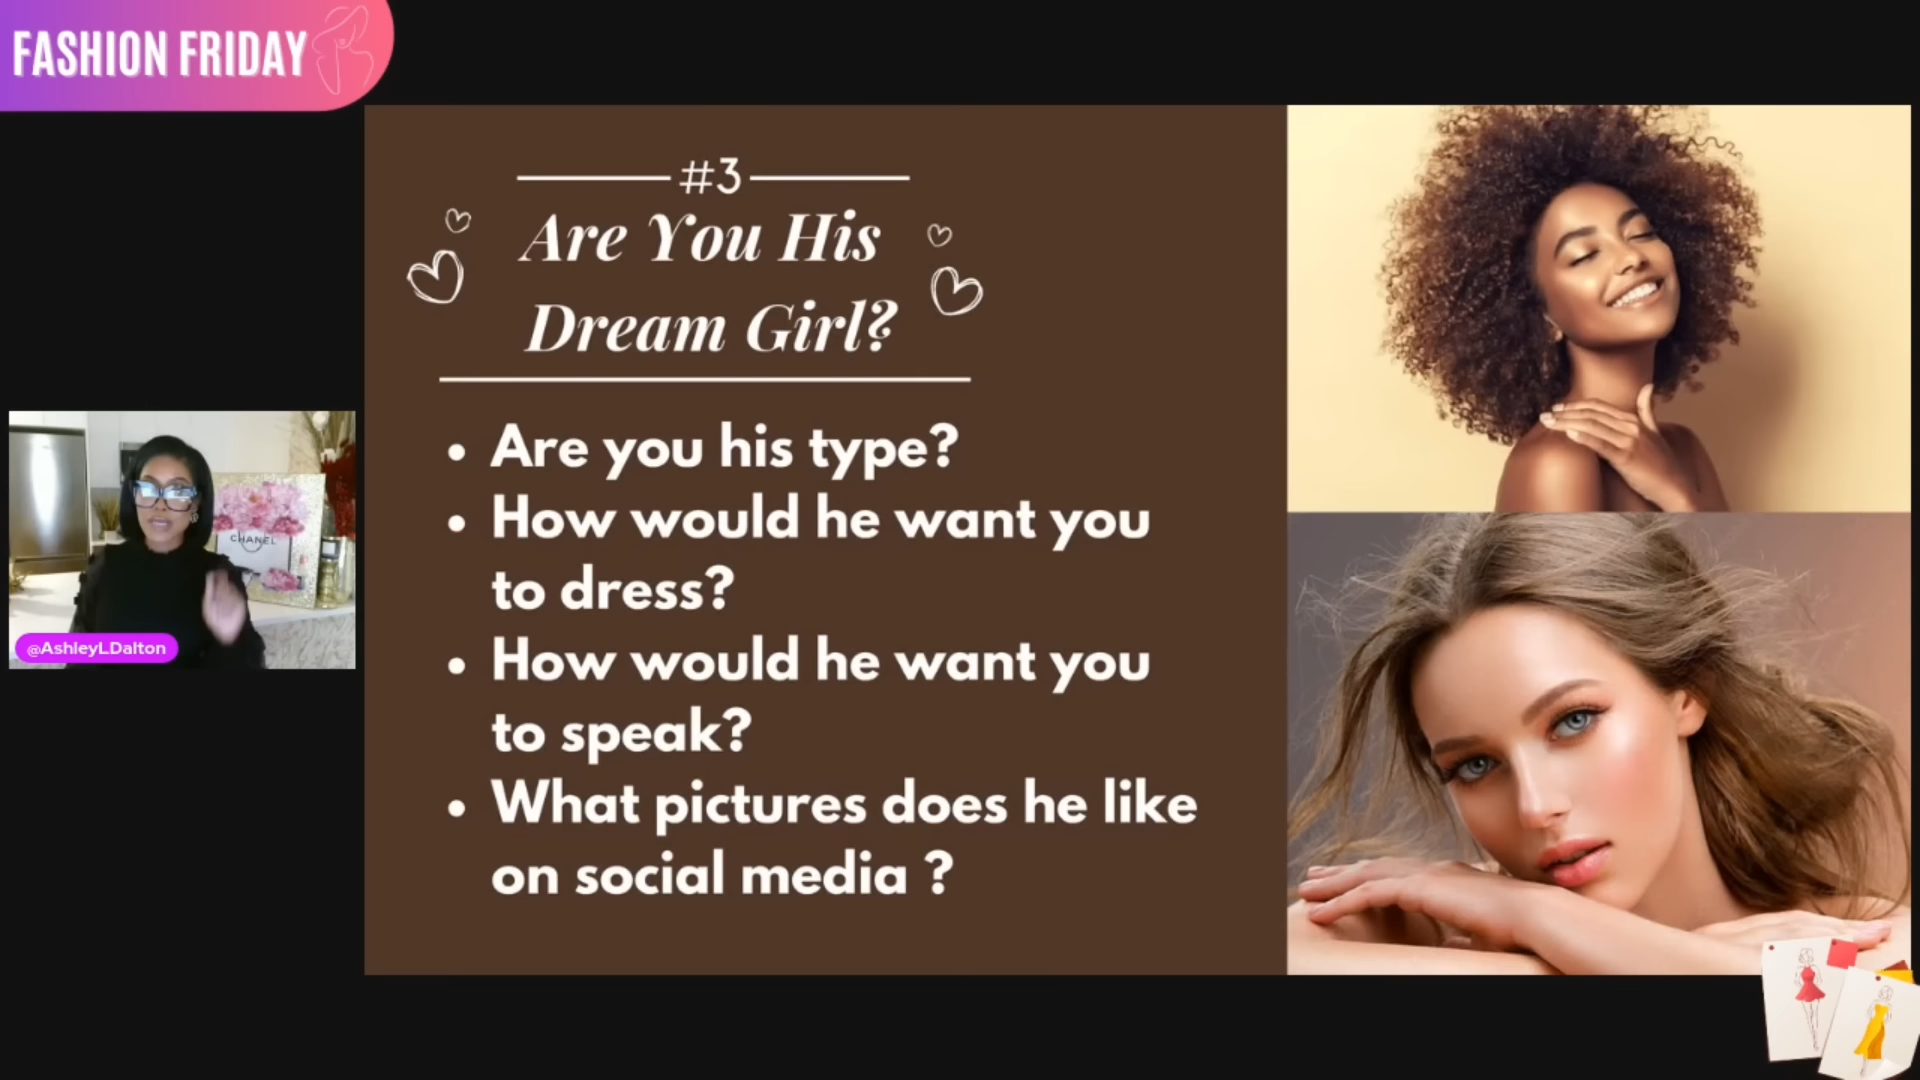 FASHION FRIDAY
#3
Are You His
Dream Girl?
• Are you his type?
• How would he want you
to dress?
• How would he want you
to speak?
• What pictures does he like
on social media ?
CHANEL
@AshleyLDalton